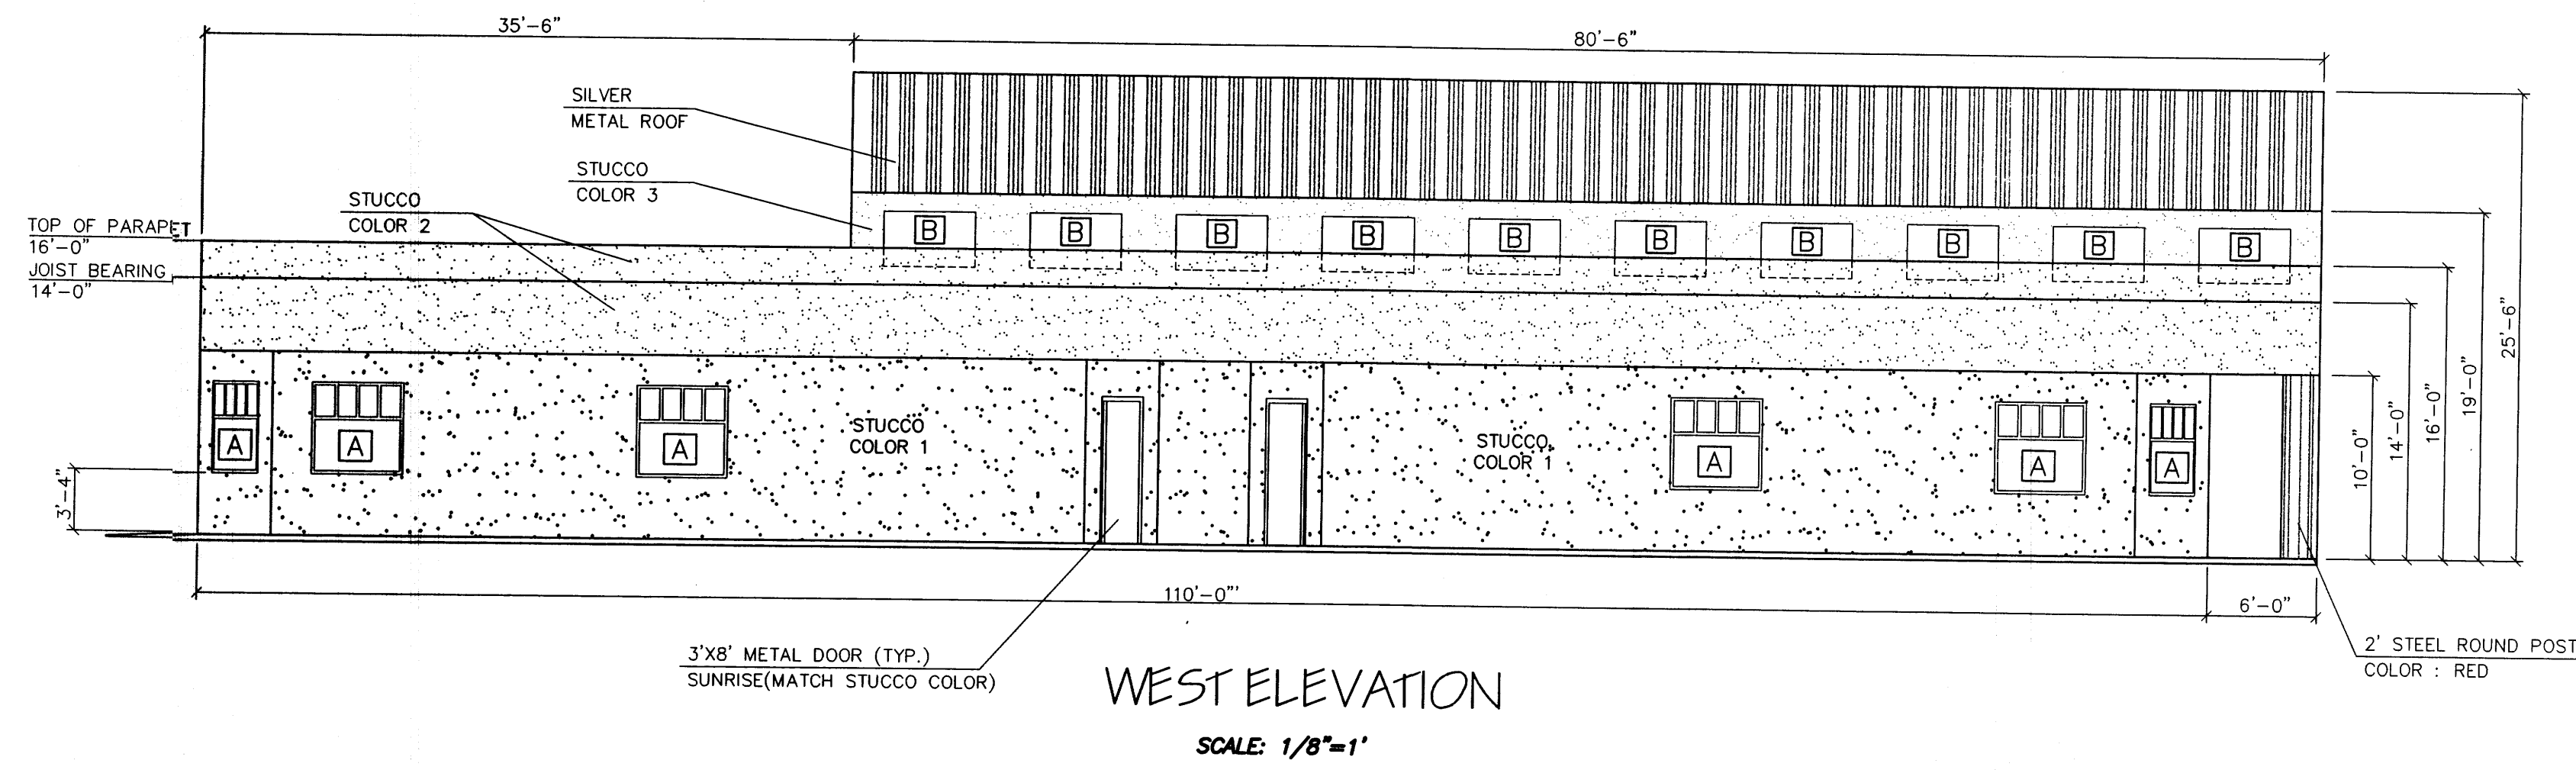 35'-6"
80'-6"
SILVER
METAL ROOF
STUCCO
COLOR 3
STUCCO
COLOR 2
TOP OF PARAPET
16'-0"
JOIST BEARING
14'-0"
B B B B B B B B B B
A A A A A A
STUCCO
COLOR 1
STUCCO
COLOR 1
3'-4"
10'-0"
14'-0"
16'-0"
19'-0"
25'-6"
110'-0"'
6'-0"
3'X8' METAL DOOR (TYP.)
SUNRISE(MATCH STUCCO COLOR)
2' STEEL ROUND POST
COLOR : RED
WEST ELEVATION
SCALE: 1/8"=1'